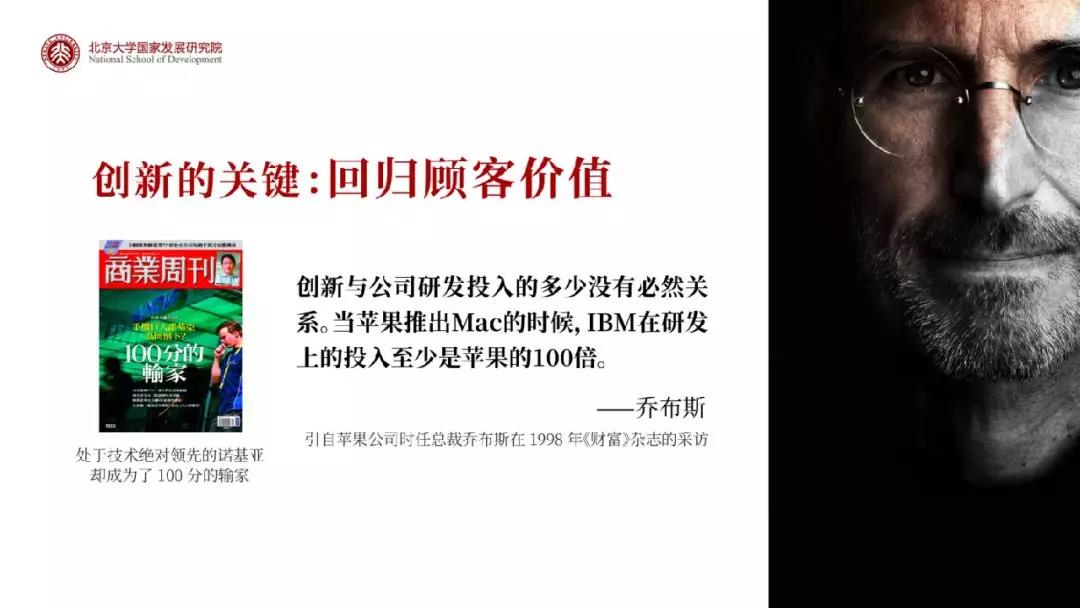 北京大学国家发展研究院
National School of Development
创新的关键:回归顾客价值
商業周刊
手機巨人諾基亞
為何倒下?
100分的
輸家
处于技术绝对领先的诺基亚
却成为了 100 分的输家
创新与公司研发投入的多少没有必然关
系。当苹果推出Mac的时候，IBM在研发
上的投入至少是苹果的100倍。
——乔布斯
引自苹果公司时任总裁乔布斯在 1998 年《财富》杂志的采访